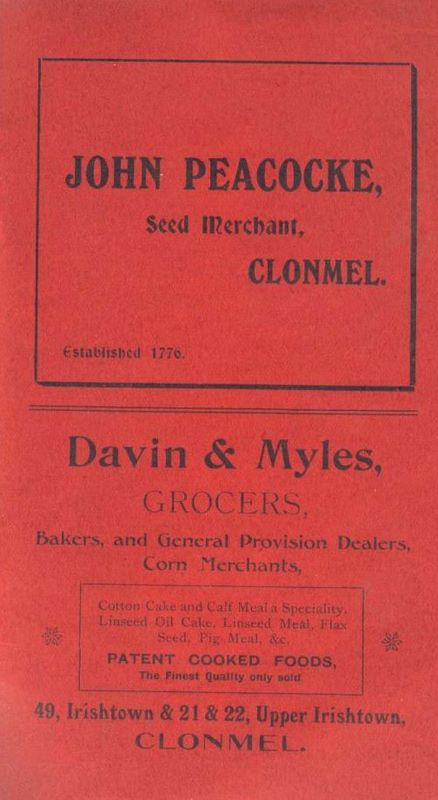 JOHN PEACOCKE,
Seed Merchant,
CLONMEL.
Established 1776.
Davin & Myles,
GROCERS,
Bakers, and General Provision Dealers,
Corn Merchants,
Cotton Cake and Calf Meal a Speciality.
Linseed Oil Cake, Linseed Meal, Flax
Seed, Pig Meal, &c.
PATENT COOKED FOODS,
The Finest Quality only sold
49, Irishtown & 21 & 22, Upper Irishtown,
CLONMEL.